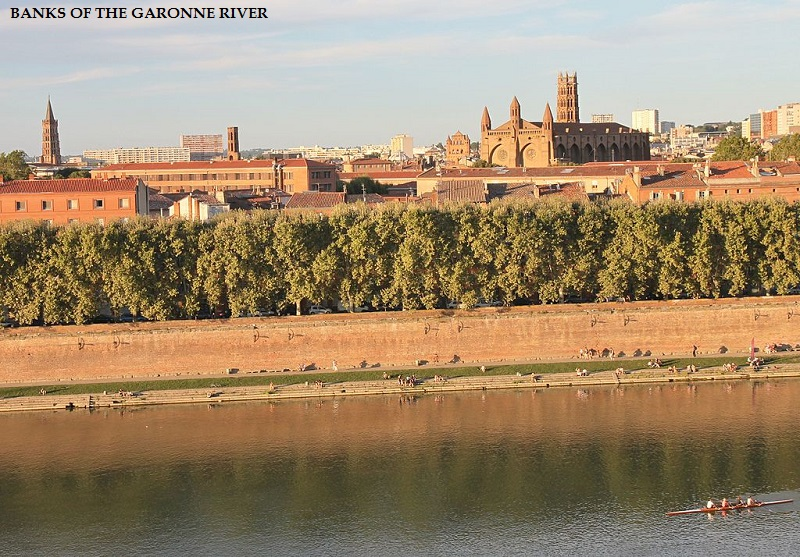 BANKS OF THE GARONNE RIVER